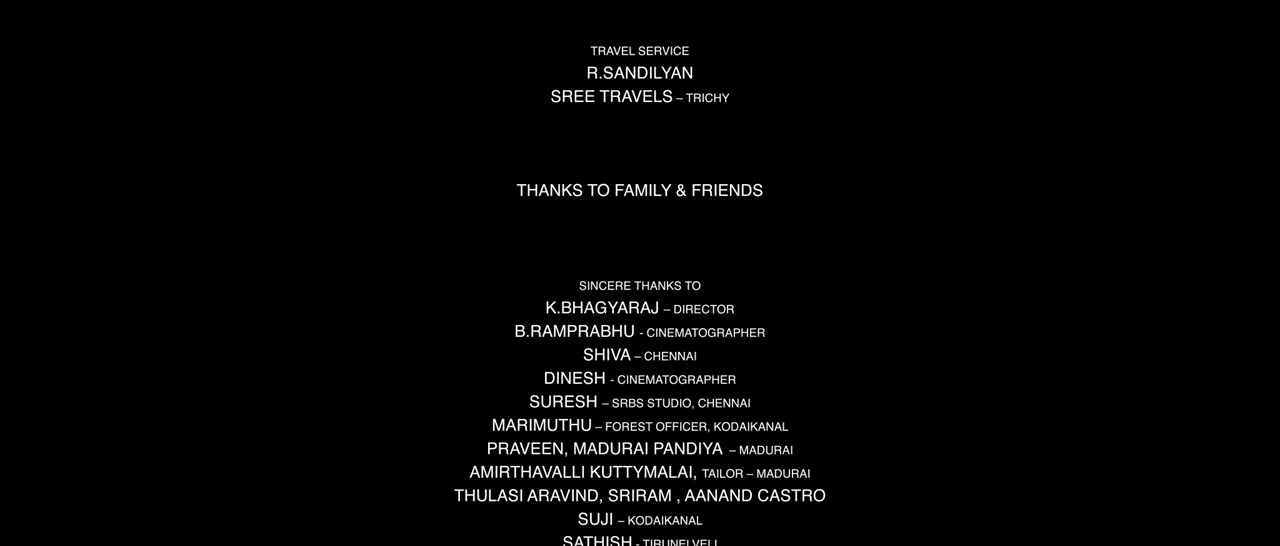 TRAVEL SERVICE
R.SANDILYAN
SREE TRAVELS – TRICHY
THANKS TO FAMILY & FRIENDS
SINCERE THANKS TO
K.BHAGYARAJ – DIRECTOR
B.RAMPRABHU - CINEMATOGRAPHER
SHIVA – CHENNAI
DINESH - CINEMATOGRAPHER
SURESH – SRBS STUDIO, CHENNAI
MARIMUTHU – FOREST OFFICER, KODAIKANAL
PRAVEEN, MADURAI PANDIYA – MADURAI
AMIRTHAVALLI KUTTYMALAI, TAILOR – MADURAI
THULASI ARAVIND, SRIRAM , AANAND CASTRO
SUJI – KODAIKANAL
SATHISH - TIRUNELVELI